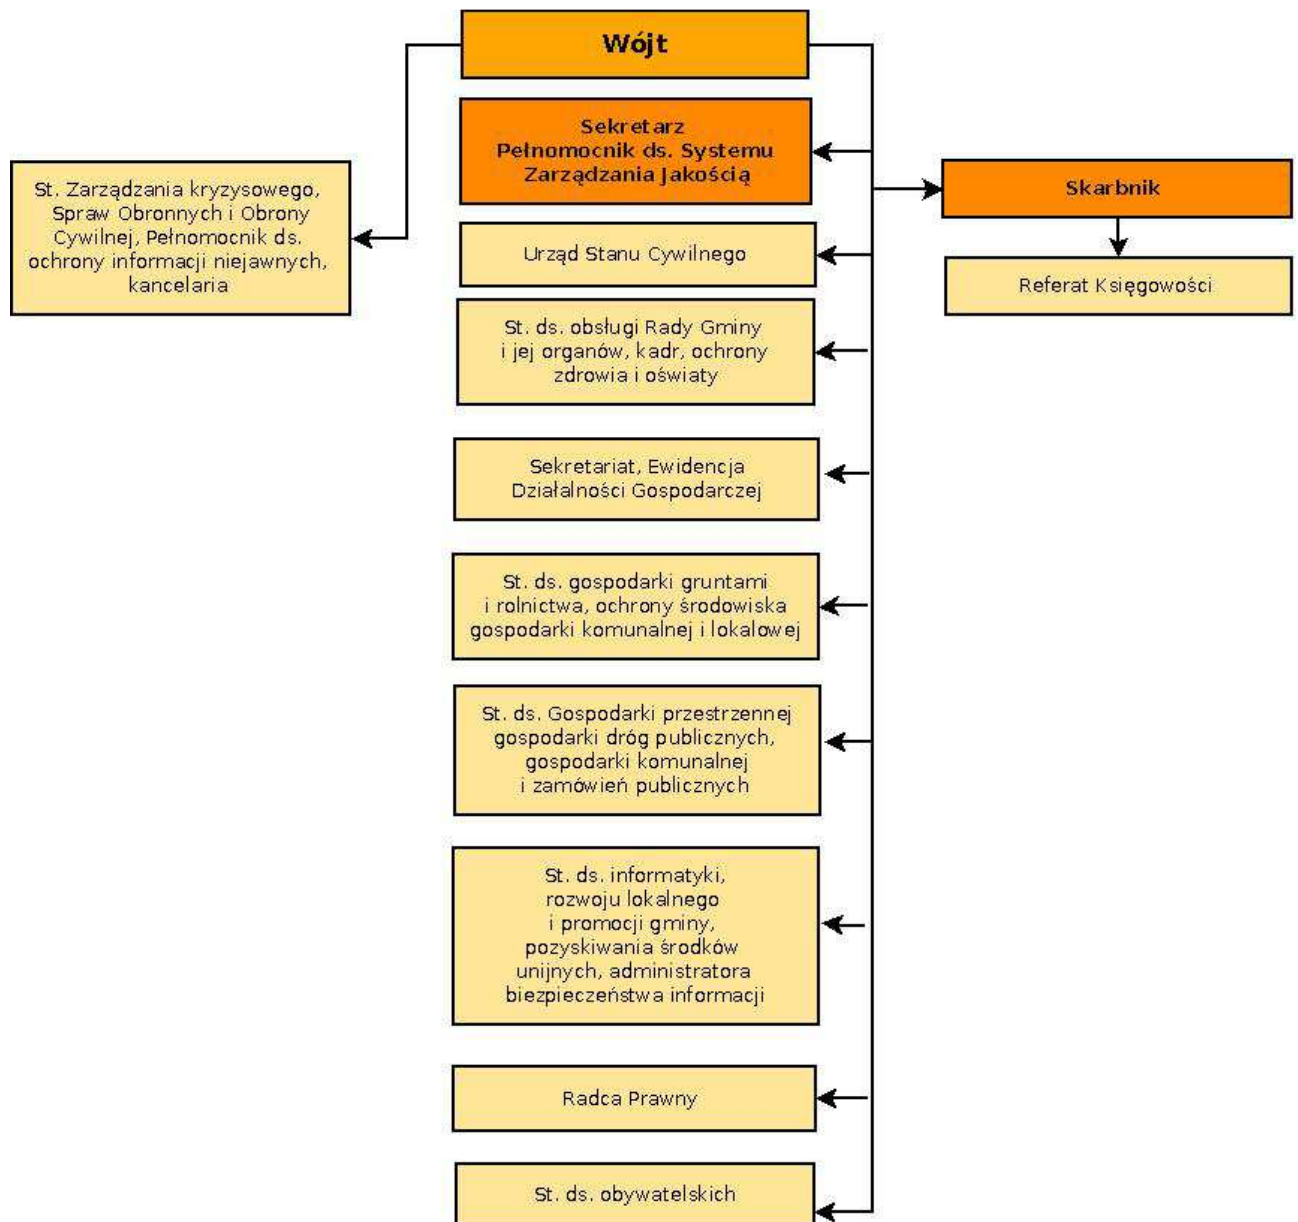 Wójt
Sekretarz
Pełnomocnik ds. Systemu
Zarządzania Jakością
St. Zarządzania kryzysowego,
Spraw Obronnych i Obrony
Cywilnej, Pełnomocnik ds.
ochrony informacji niejawnych,
kancelaria
Skarbnik
Referat Księgowości
Urząd Stanu Cywilnego
St. ds. obsługi Rady Gminy
i jej organów, kadr, ochrony
zdrowia i oświaty
Sekretariat, Ewidencja
Działalności Gospodarczej
St. ds. gospodarki gruntami
i rolnictwa, ochrony środowiska
gospodarki komunalnej i lokalowej
St. ds. Gospodarki przestrzennej
gospodarki dróg publicznych,
gospodarki komunalnej
i zamówień publicznych
St. ds. informatyki,
rozwoju lokalnego
i promocji gminy,
pozyskiwania środków
unijnych, administratora
biezpieczeństwa informacji
Radca Prawny
St. ds. obywatelskich